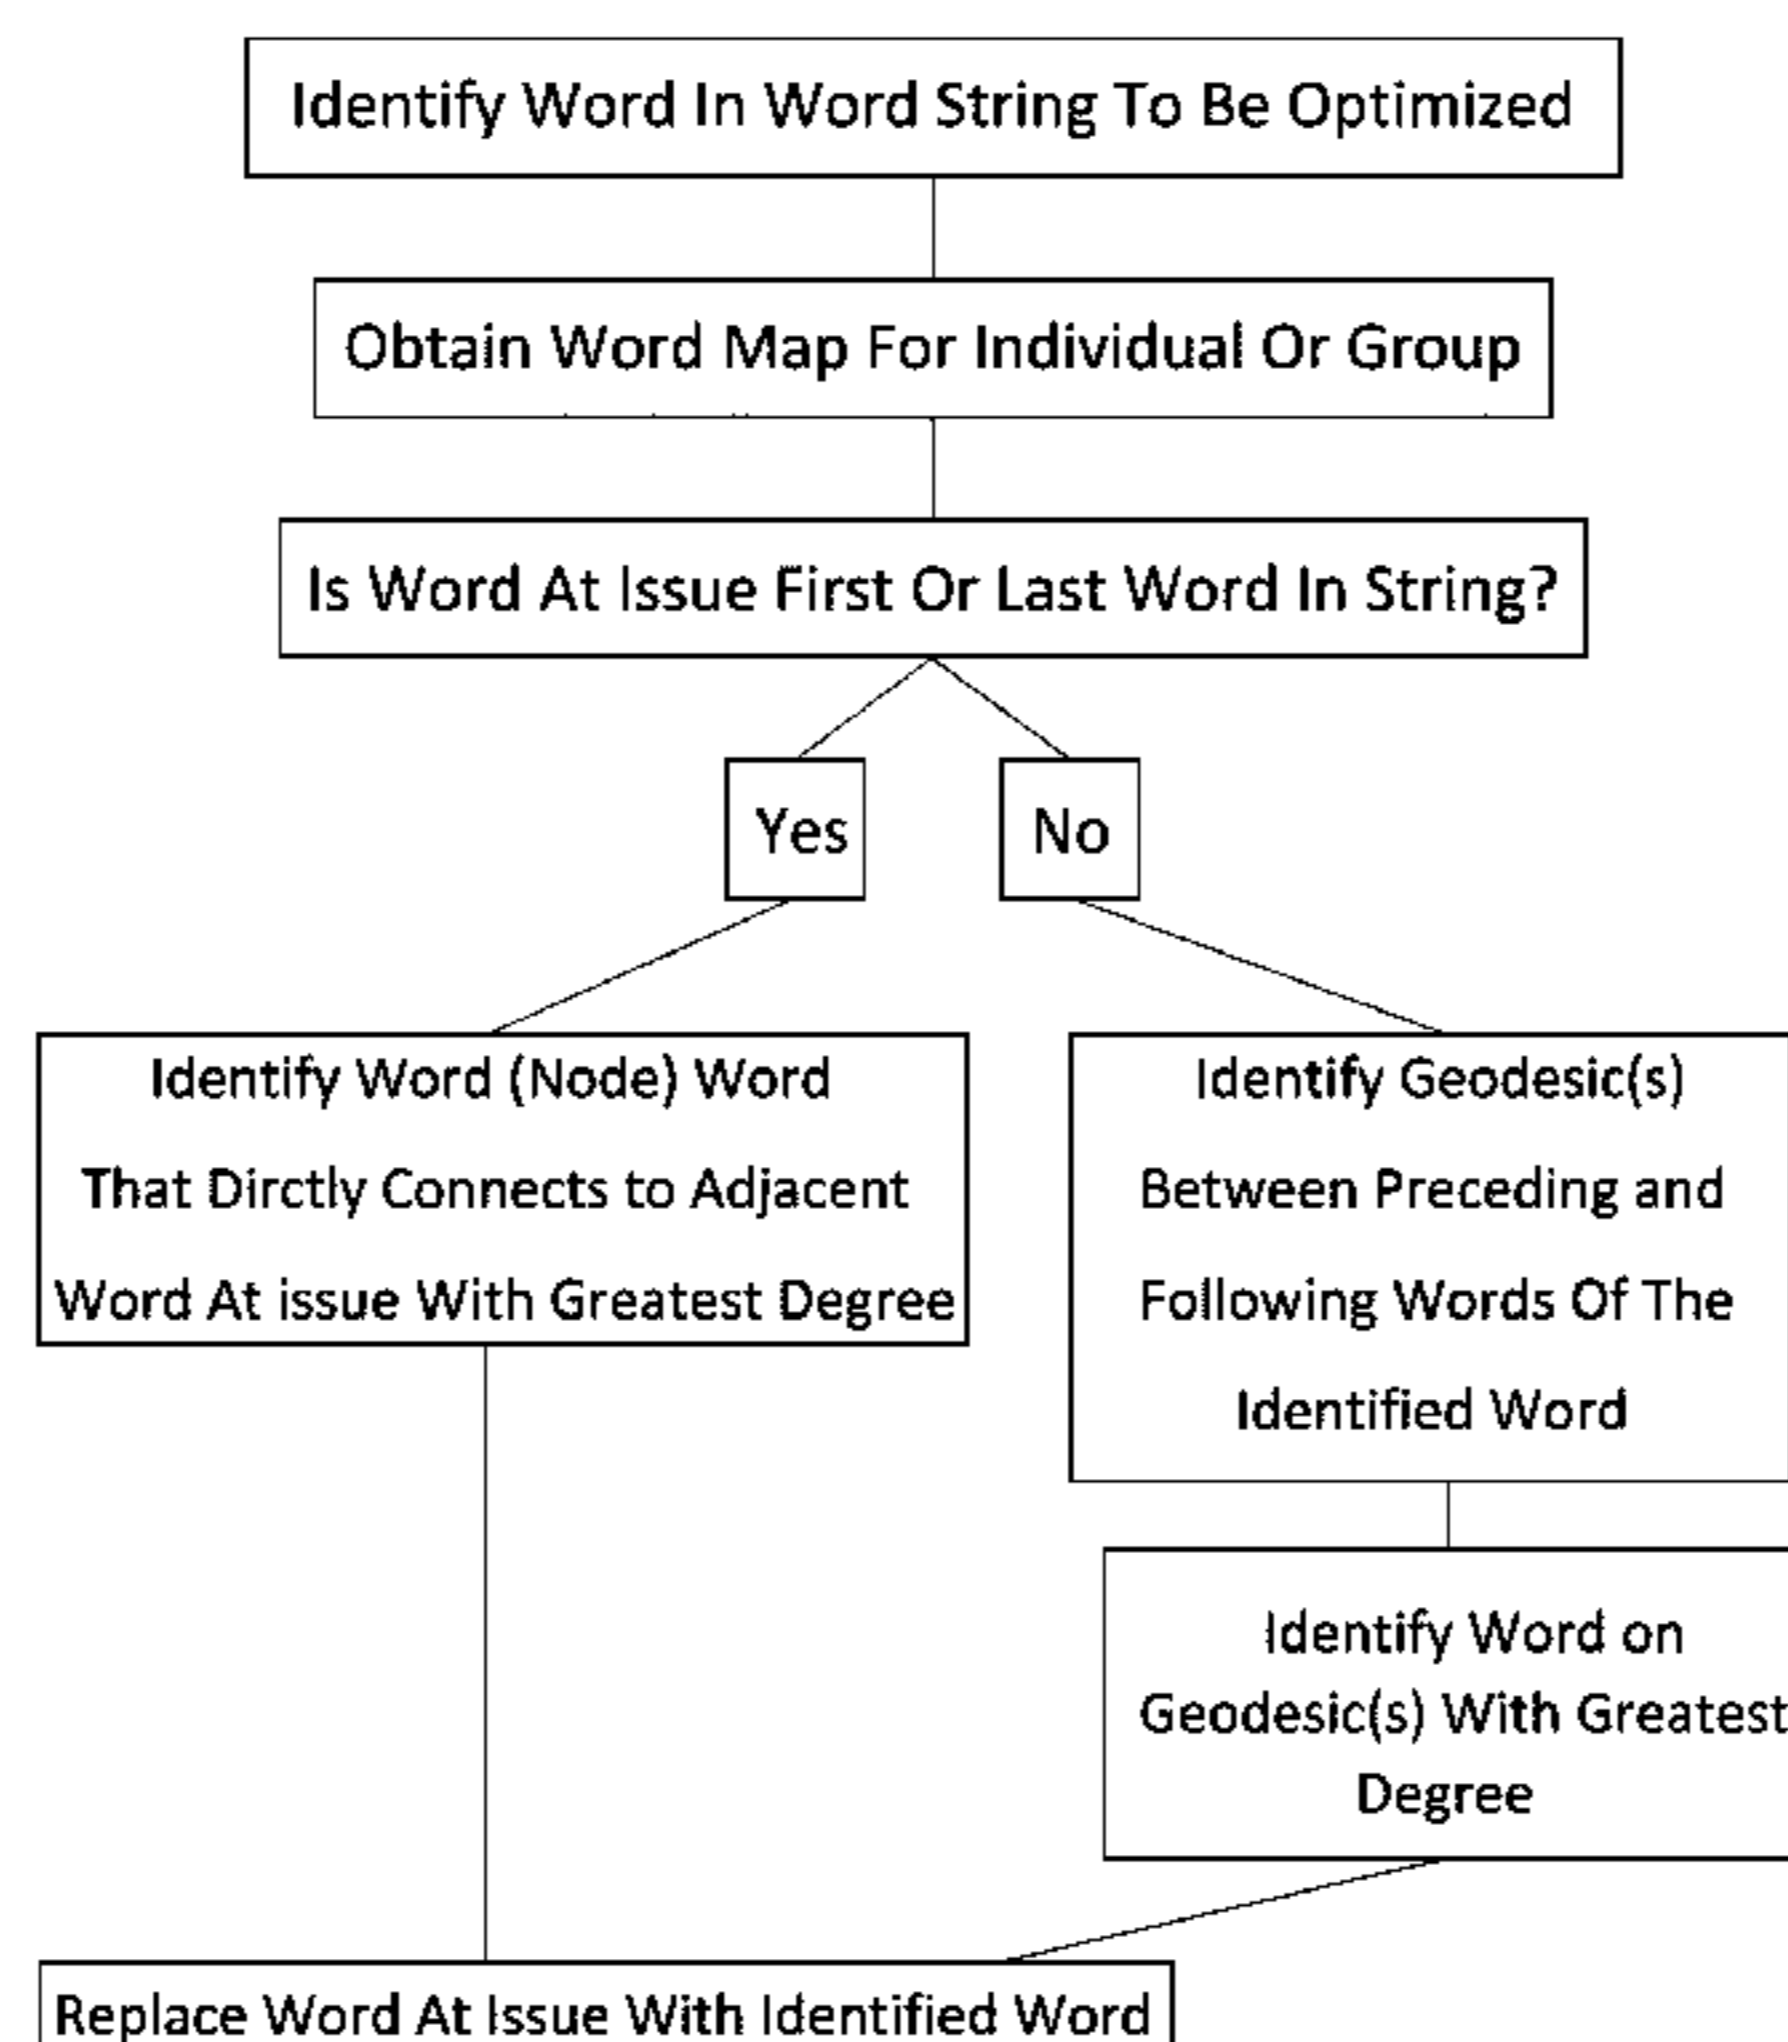 Identify Word In Word String To Be Optimized
Obtain Word Map For Individual Or Group
Is Word At Issue First Or Last Word In String?
Yes
No
Identify Word (Node) Word
That Dirctly Connects to Adjacent
Word At issue With Greatest Degree
Identify Geodesic(s)
Between Preceding and
Following Words Of The
Identified Word
Identify Word on
Geodesic(s) With Greatest
Degree
Replace Word At Issue With Identified Word